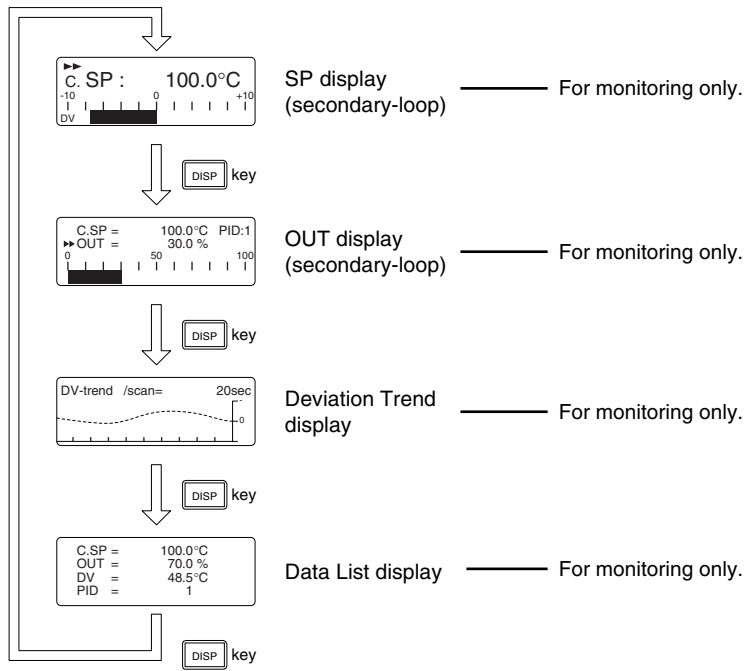 ▶▶
C. SP : 100.0°C
-10 0 +10
DV
SP display
(secondary-loop)
For monitoring only.
DISP key
C.SP = 100.0°C PID:1
▶▶OUT = 30.0 %
0 50 100
OUT display
(secondary-loop)
For monitoring only.
DISP key
DV-trend /scan= 20sec
-
0
Deviation Trend
display
For monitoring only.
DISP key
C.SP = 100.0°C
OUT = 70.0 %
DV = 48.5°C
PID = 1
Data List display
For monitoring only.
DISP key